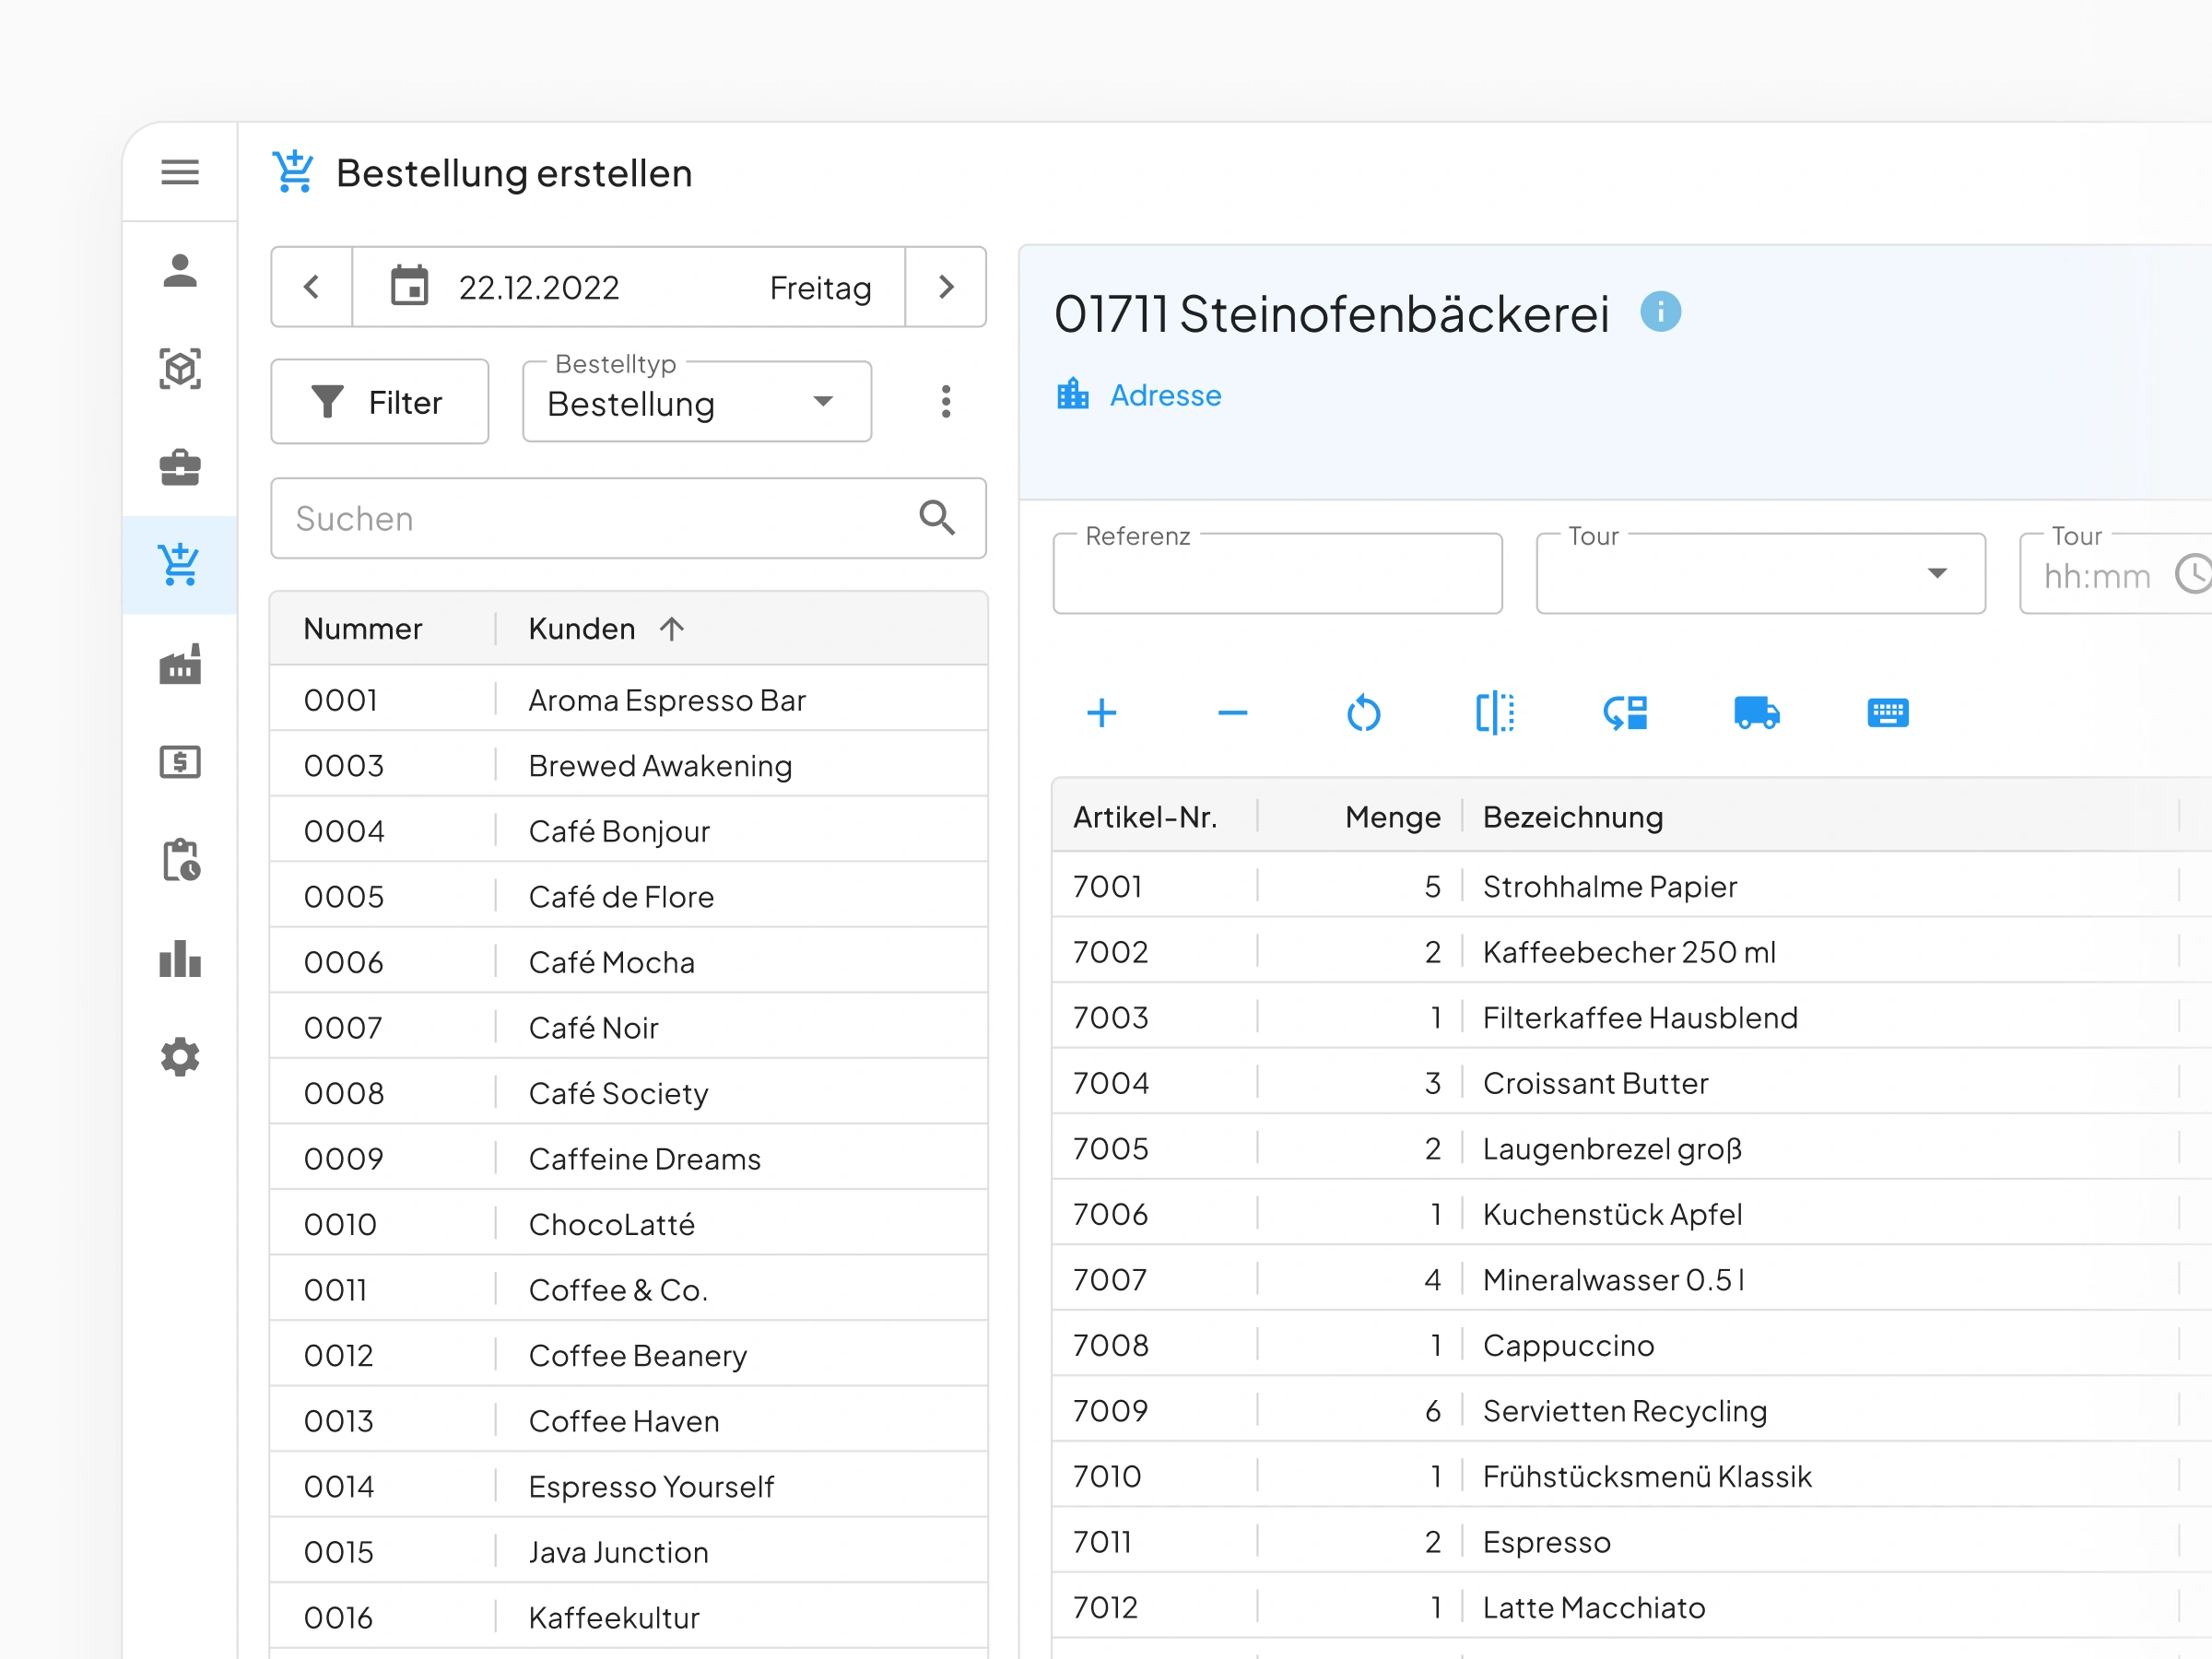 Bestellung erstellen
22.12.2022 Freitag
Filter
Bestelltyp
Bestellung
Suchen
Nummer Kunden
0001 Aroma Espresso Bar
0003 Brewed Awakening
0004 Café Bonjour
0005 Café de Flore
0006 Café Mocha
0007 Café Noir
0008 Café Society
0009 Caffeine Dreams
0010 ChocoLatté
0011 Coffee & Co.
0012 Coffee Beanery
0013 Coffee Haven
0014 Espresso Yourself
0015 Java Junction
0016 Kaffeekultur
01711 Steinofenbäckerei
Adresse
Referenz
Tour
Tour
hh:mm
Artikel-Nr. Menge Bezeichnung
7001 5 Strohhalme Papier
7002 2 Kaffeebecher 250 ml
7003 1 Filterkaffee Hausblend
7004 3 Croissant Butter
7005 2 Laugenbrezel groß
7006 1 Kuchenstück Apfel
7007 4 Mineralwasser 0.5 l
7008 1 Cappuccino
7009 6 Servietten Recycling
7010 1 Frühstücksmenü Klassik
7011 2 Espresso
7012 1 Latte Macchiato